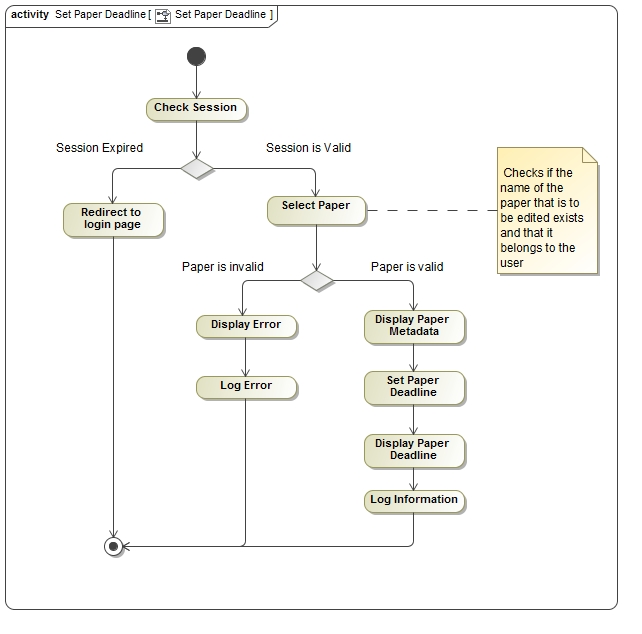 activity Set Paper Deadline [ Set Paper Deadline ]
Check Session
Session Expired
Session is Valid
Redirect to
login page
Select Paper
Checks if the
name of the
paper that is to
be edited exists
and that it
belongs to the
user
Paper is invalid
Paper is valid
Display Error
Display Paper
Metadata
Log Error
Set Paper
Deadline
Display Paper
Deadline
Log Information